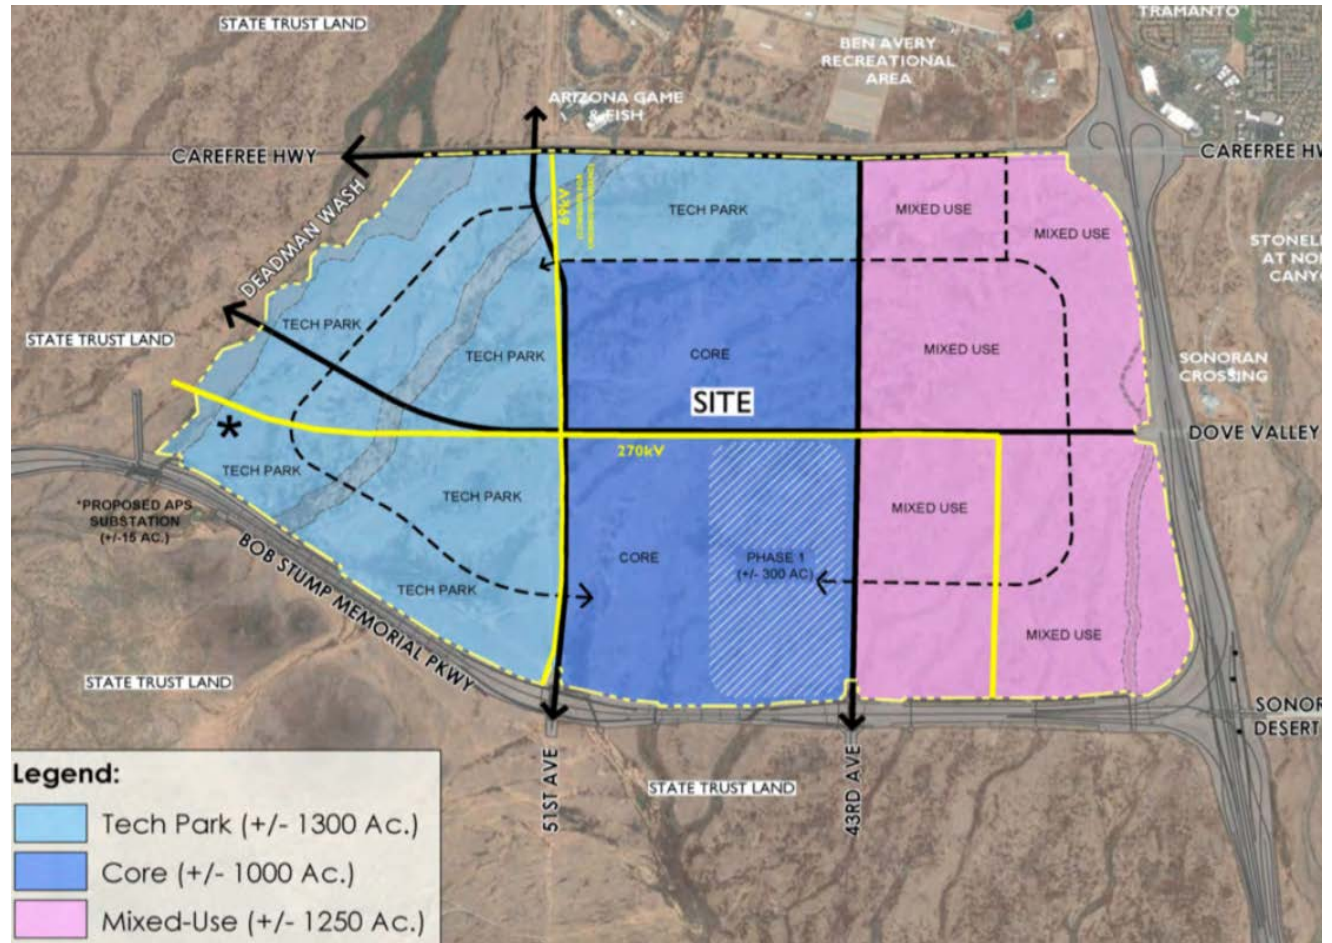 STATE TRUST LAND
TRAMANTO
BEN AVERY
RECREATIONAL
AREA
ARIZONA GAME
& FISH
CAREFREE HWY
CAREFREE HW
DEADMAN WASH
69kV
TECH PARK
MIXED USE
MIXED USE
STONE
AT NO
CANY
TECH PARK
STATE TRUST LAND
TECH PARK
CORE
MIXED USE
SONORAN
CROSSING
SITE
*
DOVE VALLEY
270kV
TECH PARK
TECH PARK
*PROPOSED APS
SUBSTATION
(+/-15 AC.)
MIXED USE
BOB STUMP MEMORIAL PKWY
CORE
PHASE 1
(+/- 300 AC)
TECH PARK
MIXED USE
STATE TRUST LAND
SONOR
DESERT
51ST AVE
43RD AVE
STATE TRUST LAND
Legend:
Tech Park (+/- 1300 Ac.)
Core (+/- 1000 Ac.)
Mixed-Use (+/- 1250 Ac.)